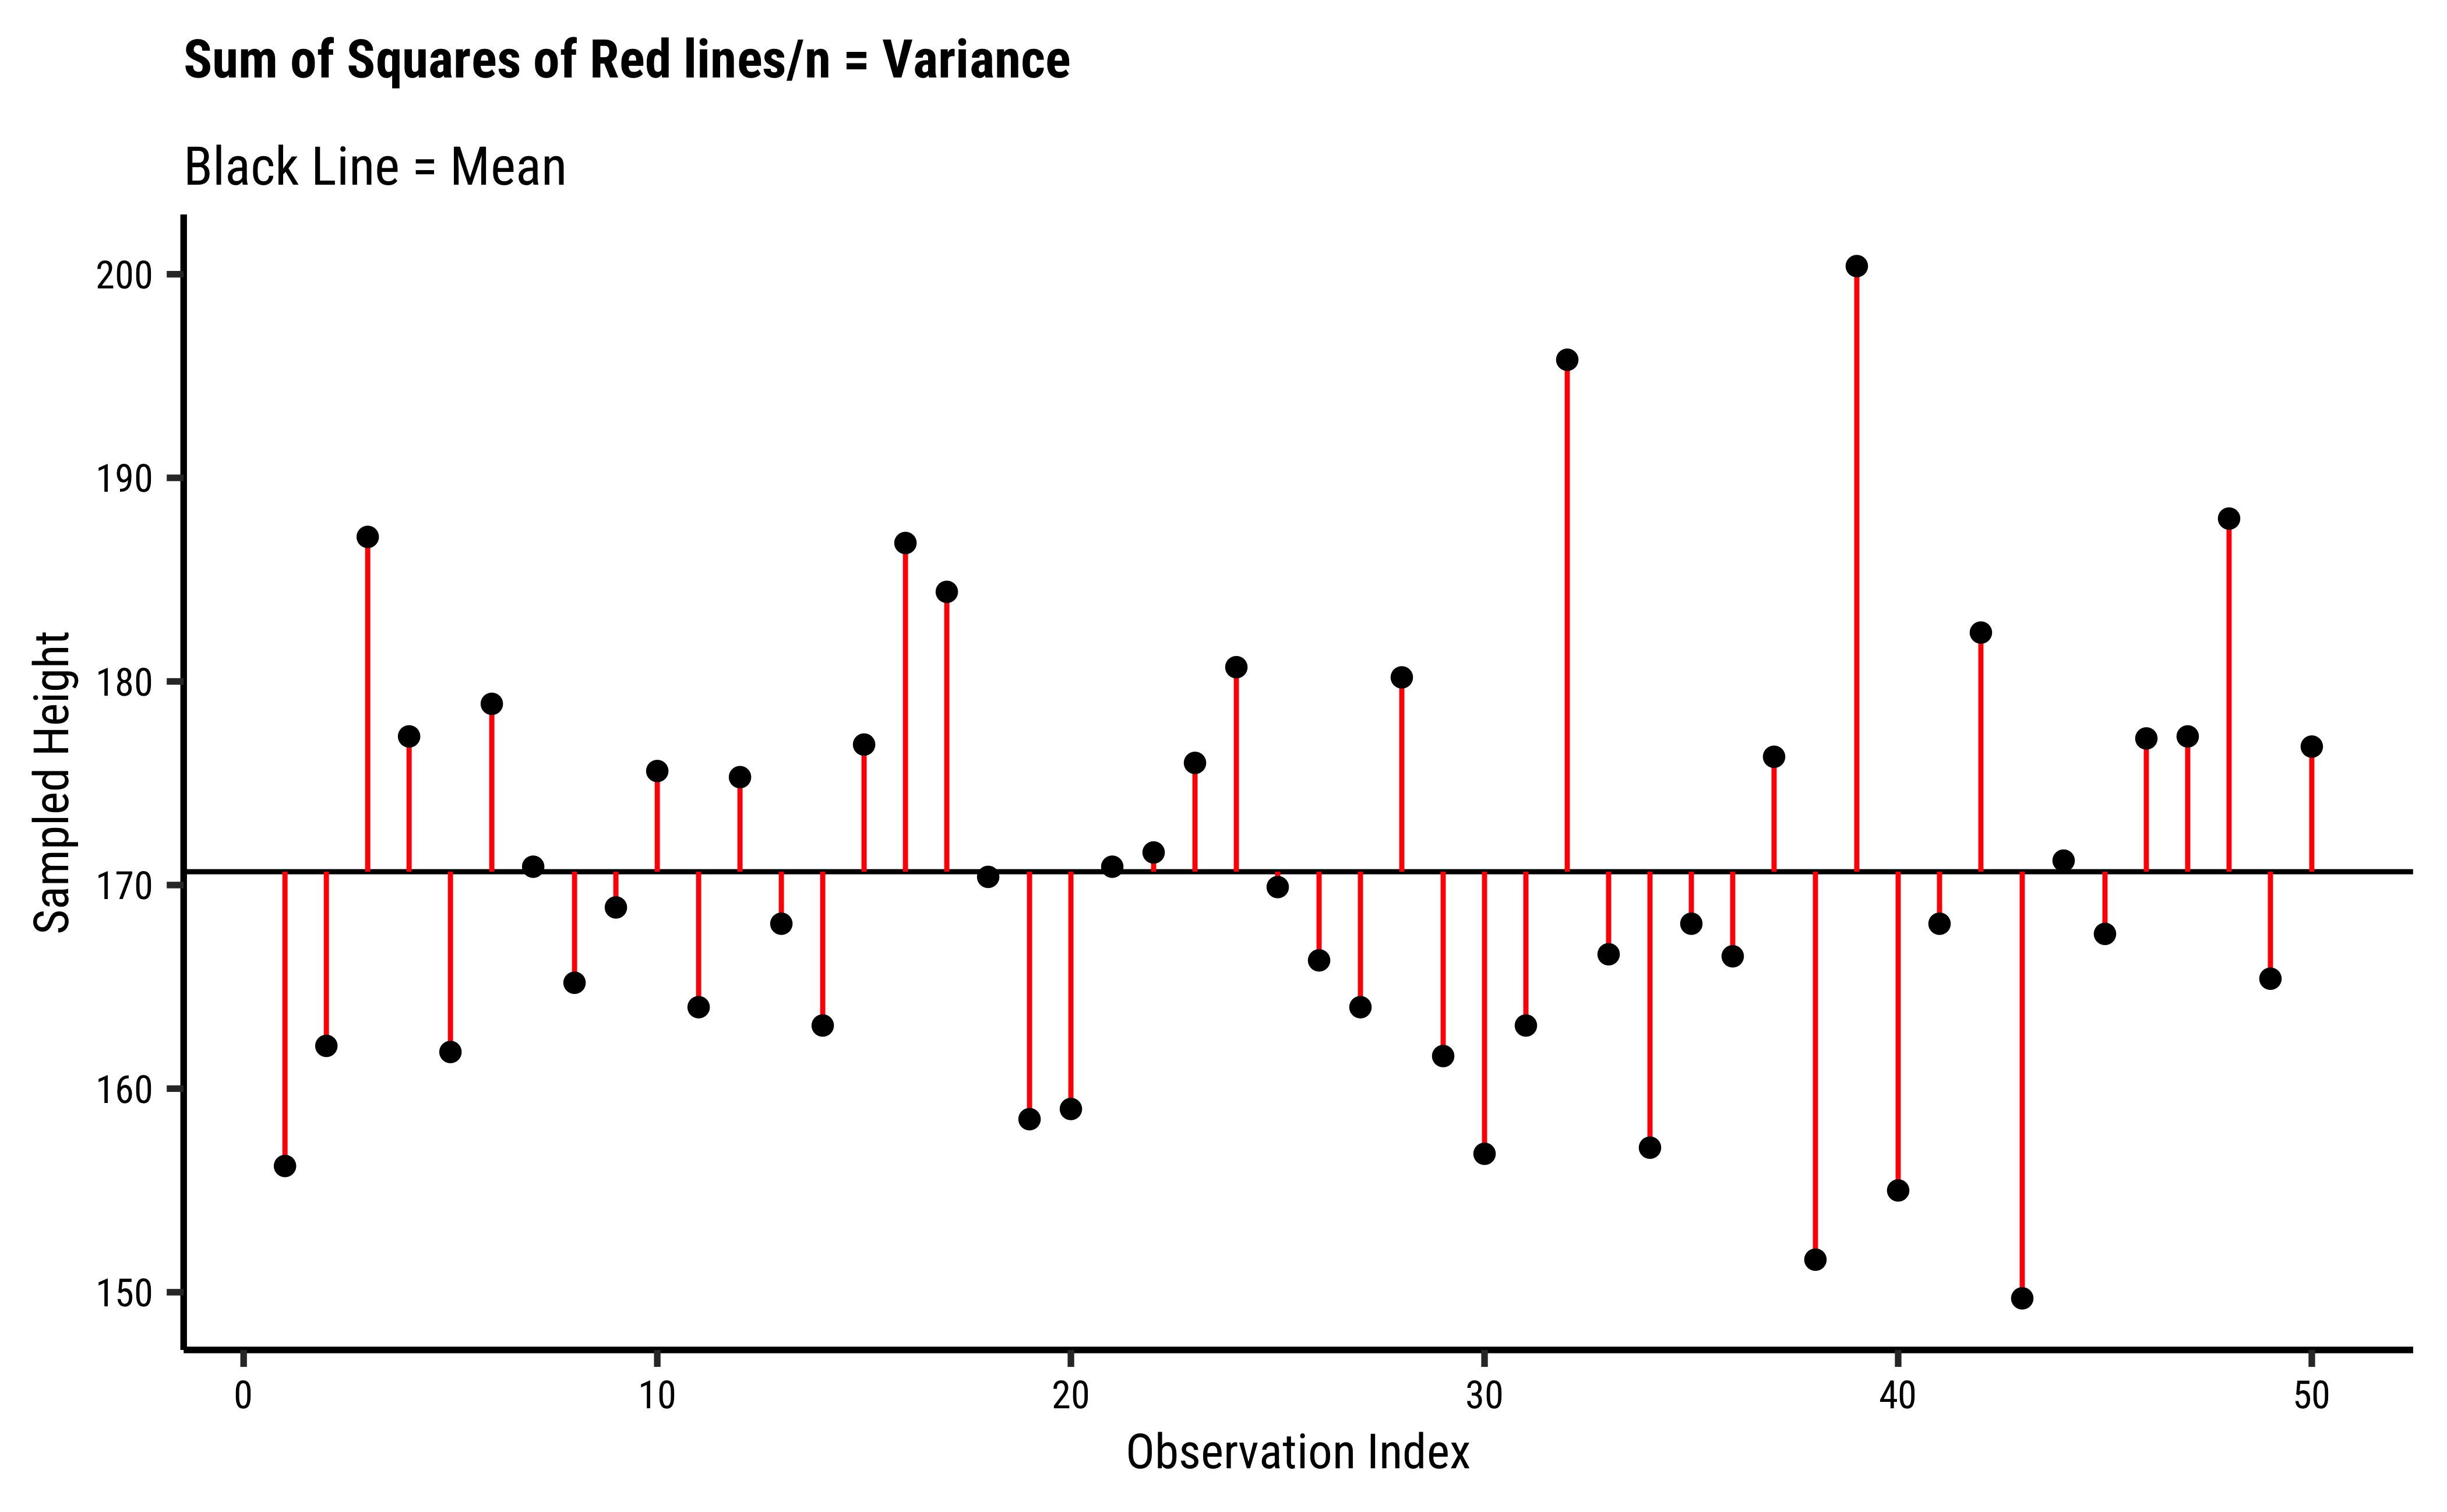 Sum of Squares of Red lines/n = Variance
Black Line = Mean
Sampled Height
200
190
180
170
160
150
0 10 20 30 40 50
Observation Index